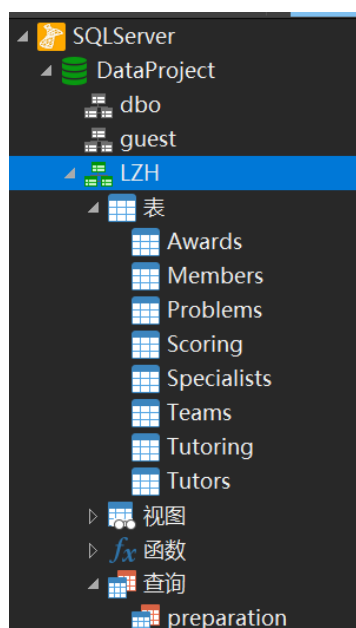 SQLServer
DataProject
dbo
guest
LZH
表
Awards
Members
Problems
Scoring
Specialists
Teams
Tutoring
Tutors
视图
fx 函数
查询
preparation